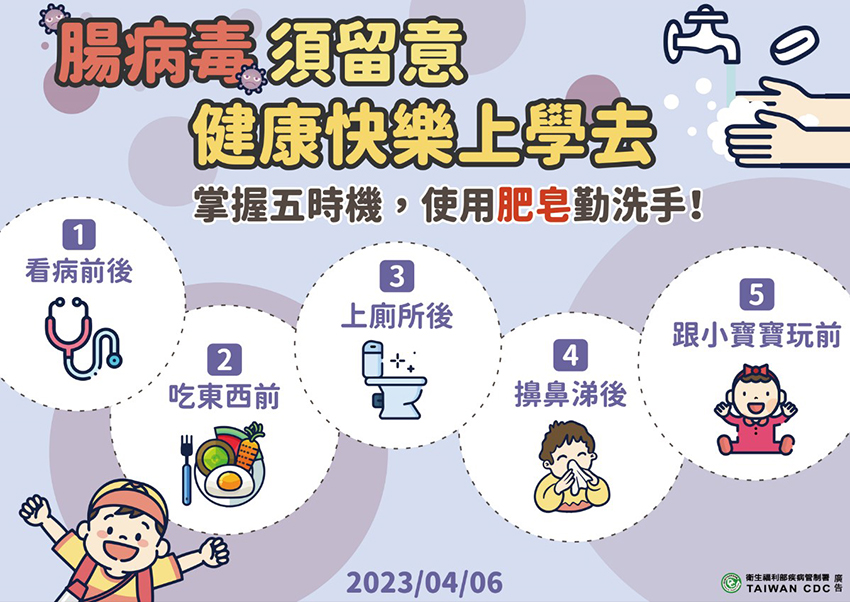 腸病毒 須留意
健康快樂上學去
掌握五時機，使用肥皂勤洗手！
1
看病前後
2
吃東西前
3
上廁所後
4
擤鼻涕後
5
跟小寶寶玩前
2023/04/06
衛生福利部疾病管制署
TAIWAN CDC
廣告